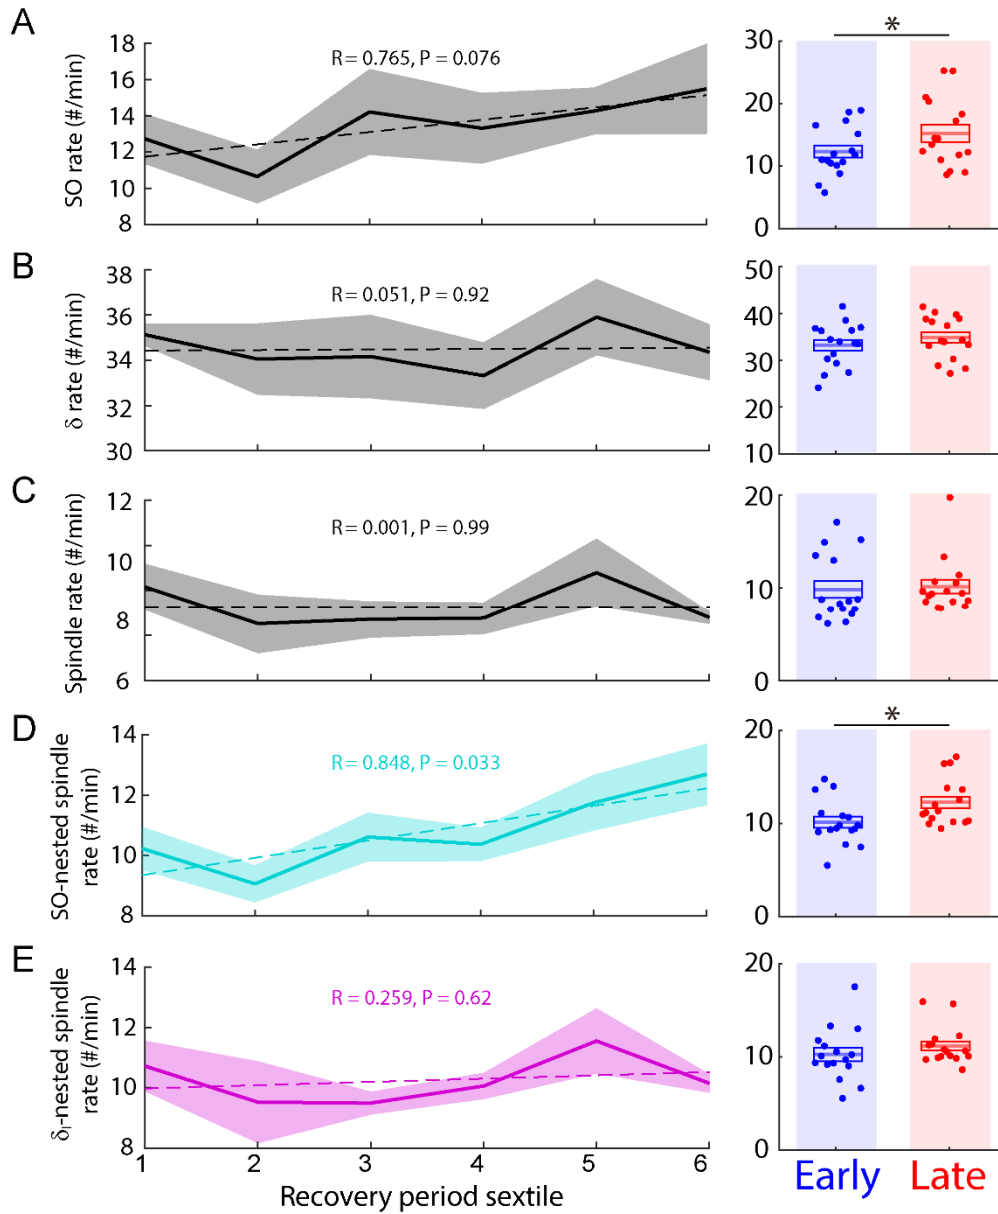 A
SO rate (#/min)
18
16
14
12
10
8
R = 0.765, P = 0.076
*
30
20
10
0
B
δ rate (#/min)
38
36
34
32
30
R = 0.051, P = 0.92
50
40
30
20
10
C
Spindle rate (#/min)
12
10
8
6
R = 0.001, P = 0.99
20
10
0
D
SO-nested spindle
rate (#/min)
14
12
10
8
R = 0.848, P = 0.033
*
20
10
0
E
δI-nested spindle
rate (#/min)
14
12
10
8
R = 0.259, P = 0.62
1 2 3 4 5 6
Recovery period sextile
20
10
0
Early Late